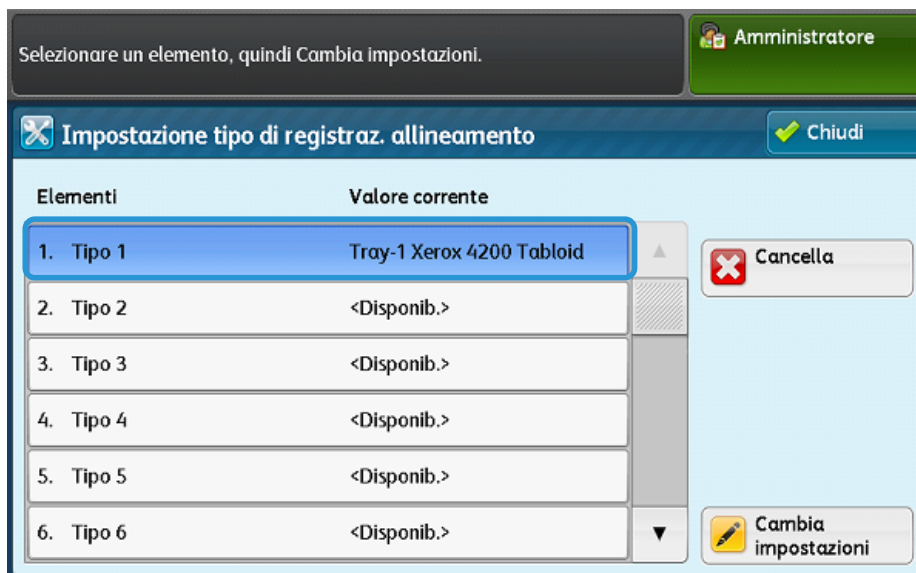 Selezionare un elemento, quindi Cambia impostazioni.
Amministratore
Impostazione tipo di registraz. allineamento
Chiudi
Elementi Valore corrente
1. Tipo 1 Tray-1 Xerox 4200 Tabloid
Cancella
2. Tipo 2 <Disponib.>
3. Tipo 3 <Disponib.>
4. Tipo 4 <Disponib.>
5. Tipo 5 <Disponib.>
6. Tipo 6 <Disponib.>
Cambia
impostazioni